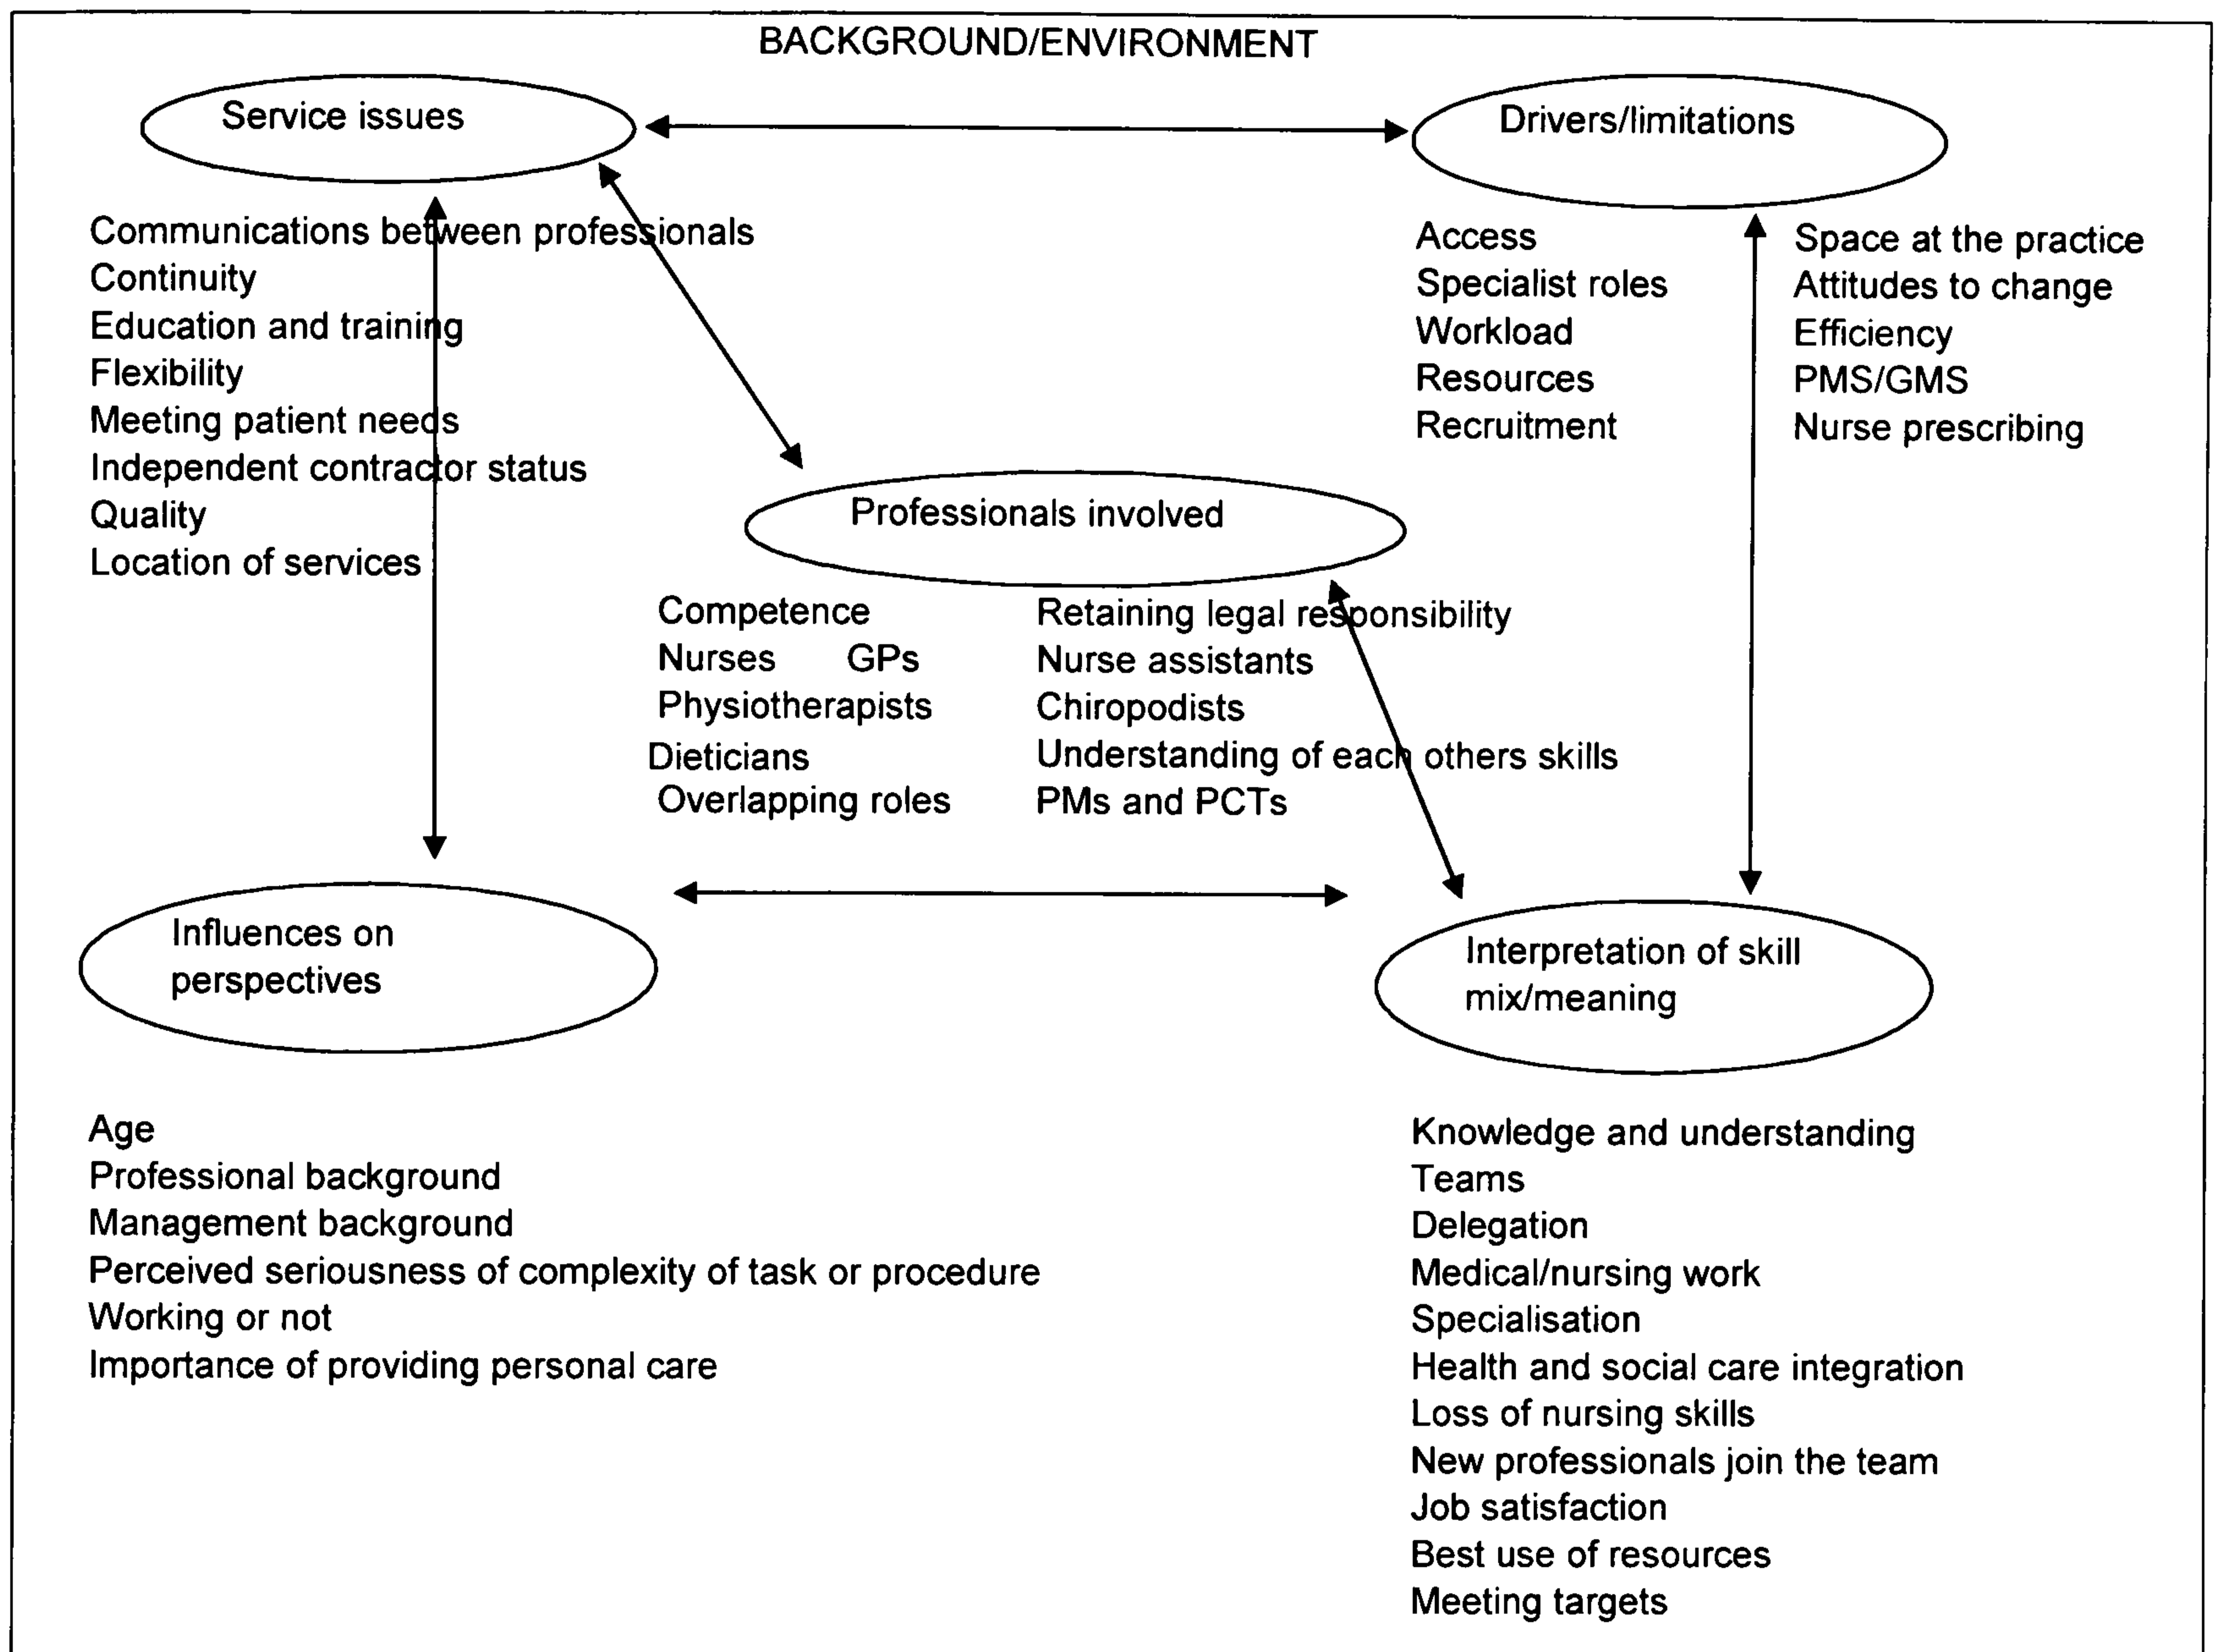 BACKGROUND/ENVIRONMENT
Service issues
Drivers/limitations
Communications between professionals
Continuity
Education and training
Flexibility
Meeting patient needs
Independent contractor status
Quality
Location of services
Access
Specialist roles
Workload
Resources
Recruitment
Space at the practice
Attitudes to change
Efficiency
PMS/GMS
Nurse prescribing
Professionals involved
Competence
Nurses GPs
Physiotherapists
Dieticians
Overlapping roles
Retaining legal responsibility
Nurse assistants
Chiropodists
Understanding of each others skills
PMs and PCTs
Influences on
perspectives
Interpretation of skill
mix/meaning
Age
Professional background
Management background
Perceived seriousness of complexity of task or procedure
Working or not
Importance of providing personal care
Knowledge and understanding
Teams
Delegation
Medical/nursing work
Specialisation
Health and social care integration
Loss of nursing skills
New professionals join the team
Job satisfaction
Best use of resources
Meeting targets